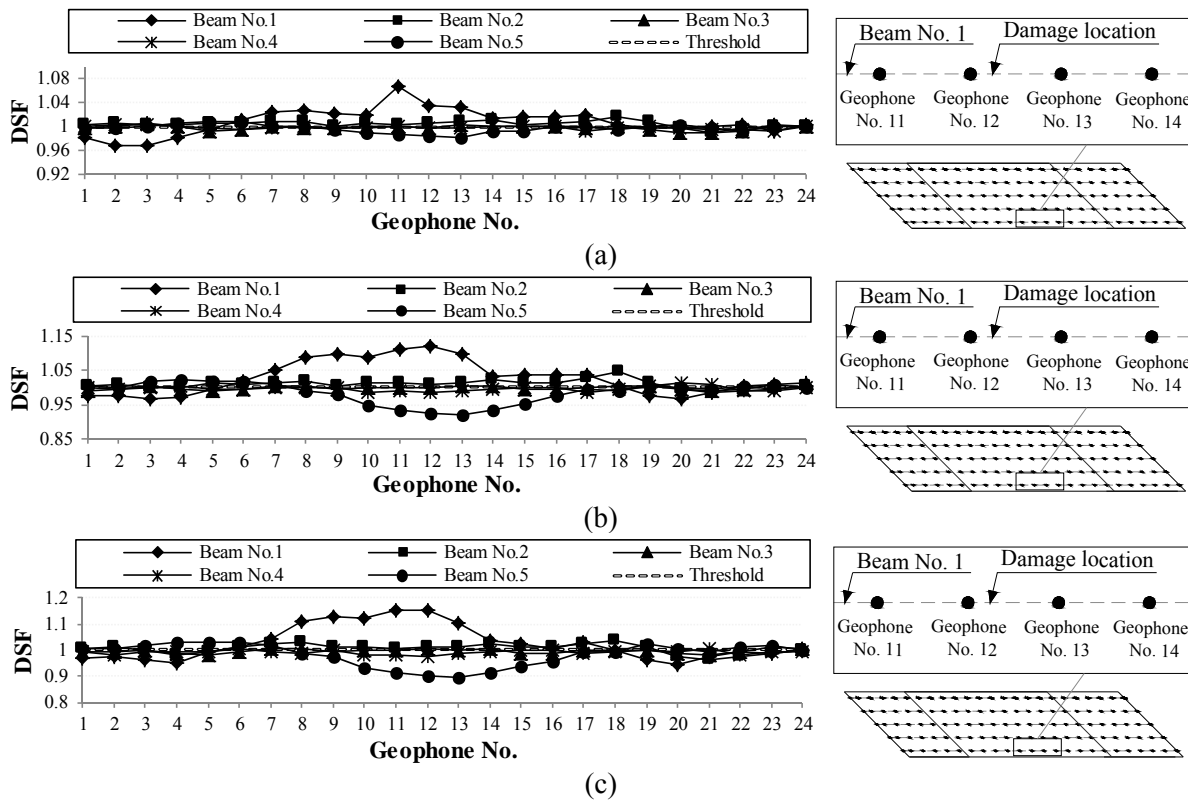 Beam No.1 Beam No.2 Beam No.3
Beam No.4 Beam No.5 Threshold
DSF
1.08
1.04
1
0.96
0.92
1 2 3 4 5 6 7 8 9 10 11 12 13 14 15 16 17 18 19 20 21 22 23 24
Geophone No.
Beam No. 1 Damage location
Geophone Geophone Geophone Geophone
No. 11 No. 12 No. 13 No. 14
(a)
Beam No.1 Beam No.2 Beam No.3
Beam No.4 Beam No.5 Threshold
DSF
1.15
1.05
0.95
0.85
1 2 3 4 5 6 7 8 9 10 11 12 13 14 15 16 17 18 19 20 21 22 23 24
Geophone No.
Beam No. 1 Damage location
Geophone Geophone Geophone Geophone
No. 11 No. 12 No. 13 No. 14
(b)
Beam No.1 Beam No.2 Beam No.3
Beam No.4 Beam No.5 Threshold
DSF
1.2
1.1
1
0.9
0.8
1 2 3 4 5 6 7 8 9 10 11 12 13 14 15 16 17 18 19 20 21 22 23 24
Geophone No.
Beam No. 1 Damage location
Geophone Geophone Geophone Geophone
No. 11 No. 12 No. 13 No. 14
(c)